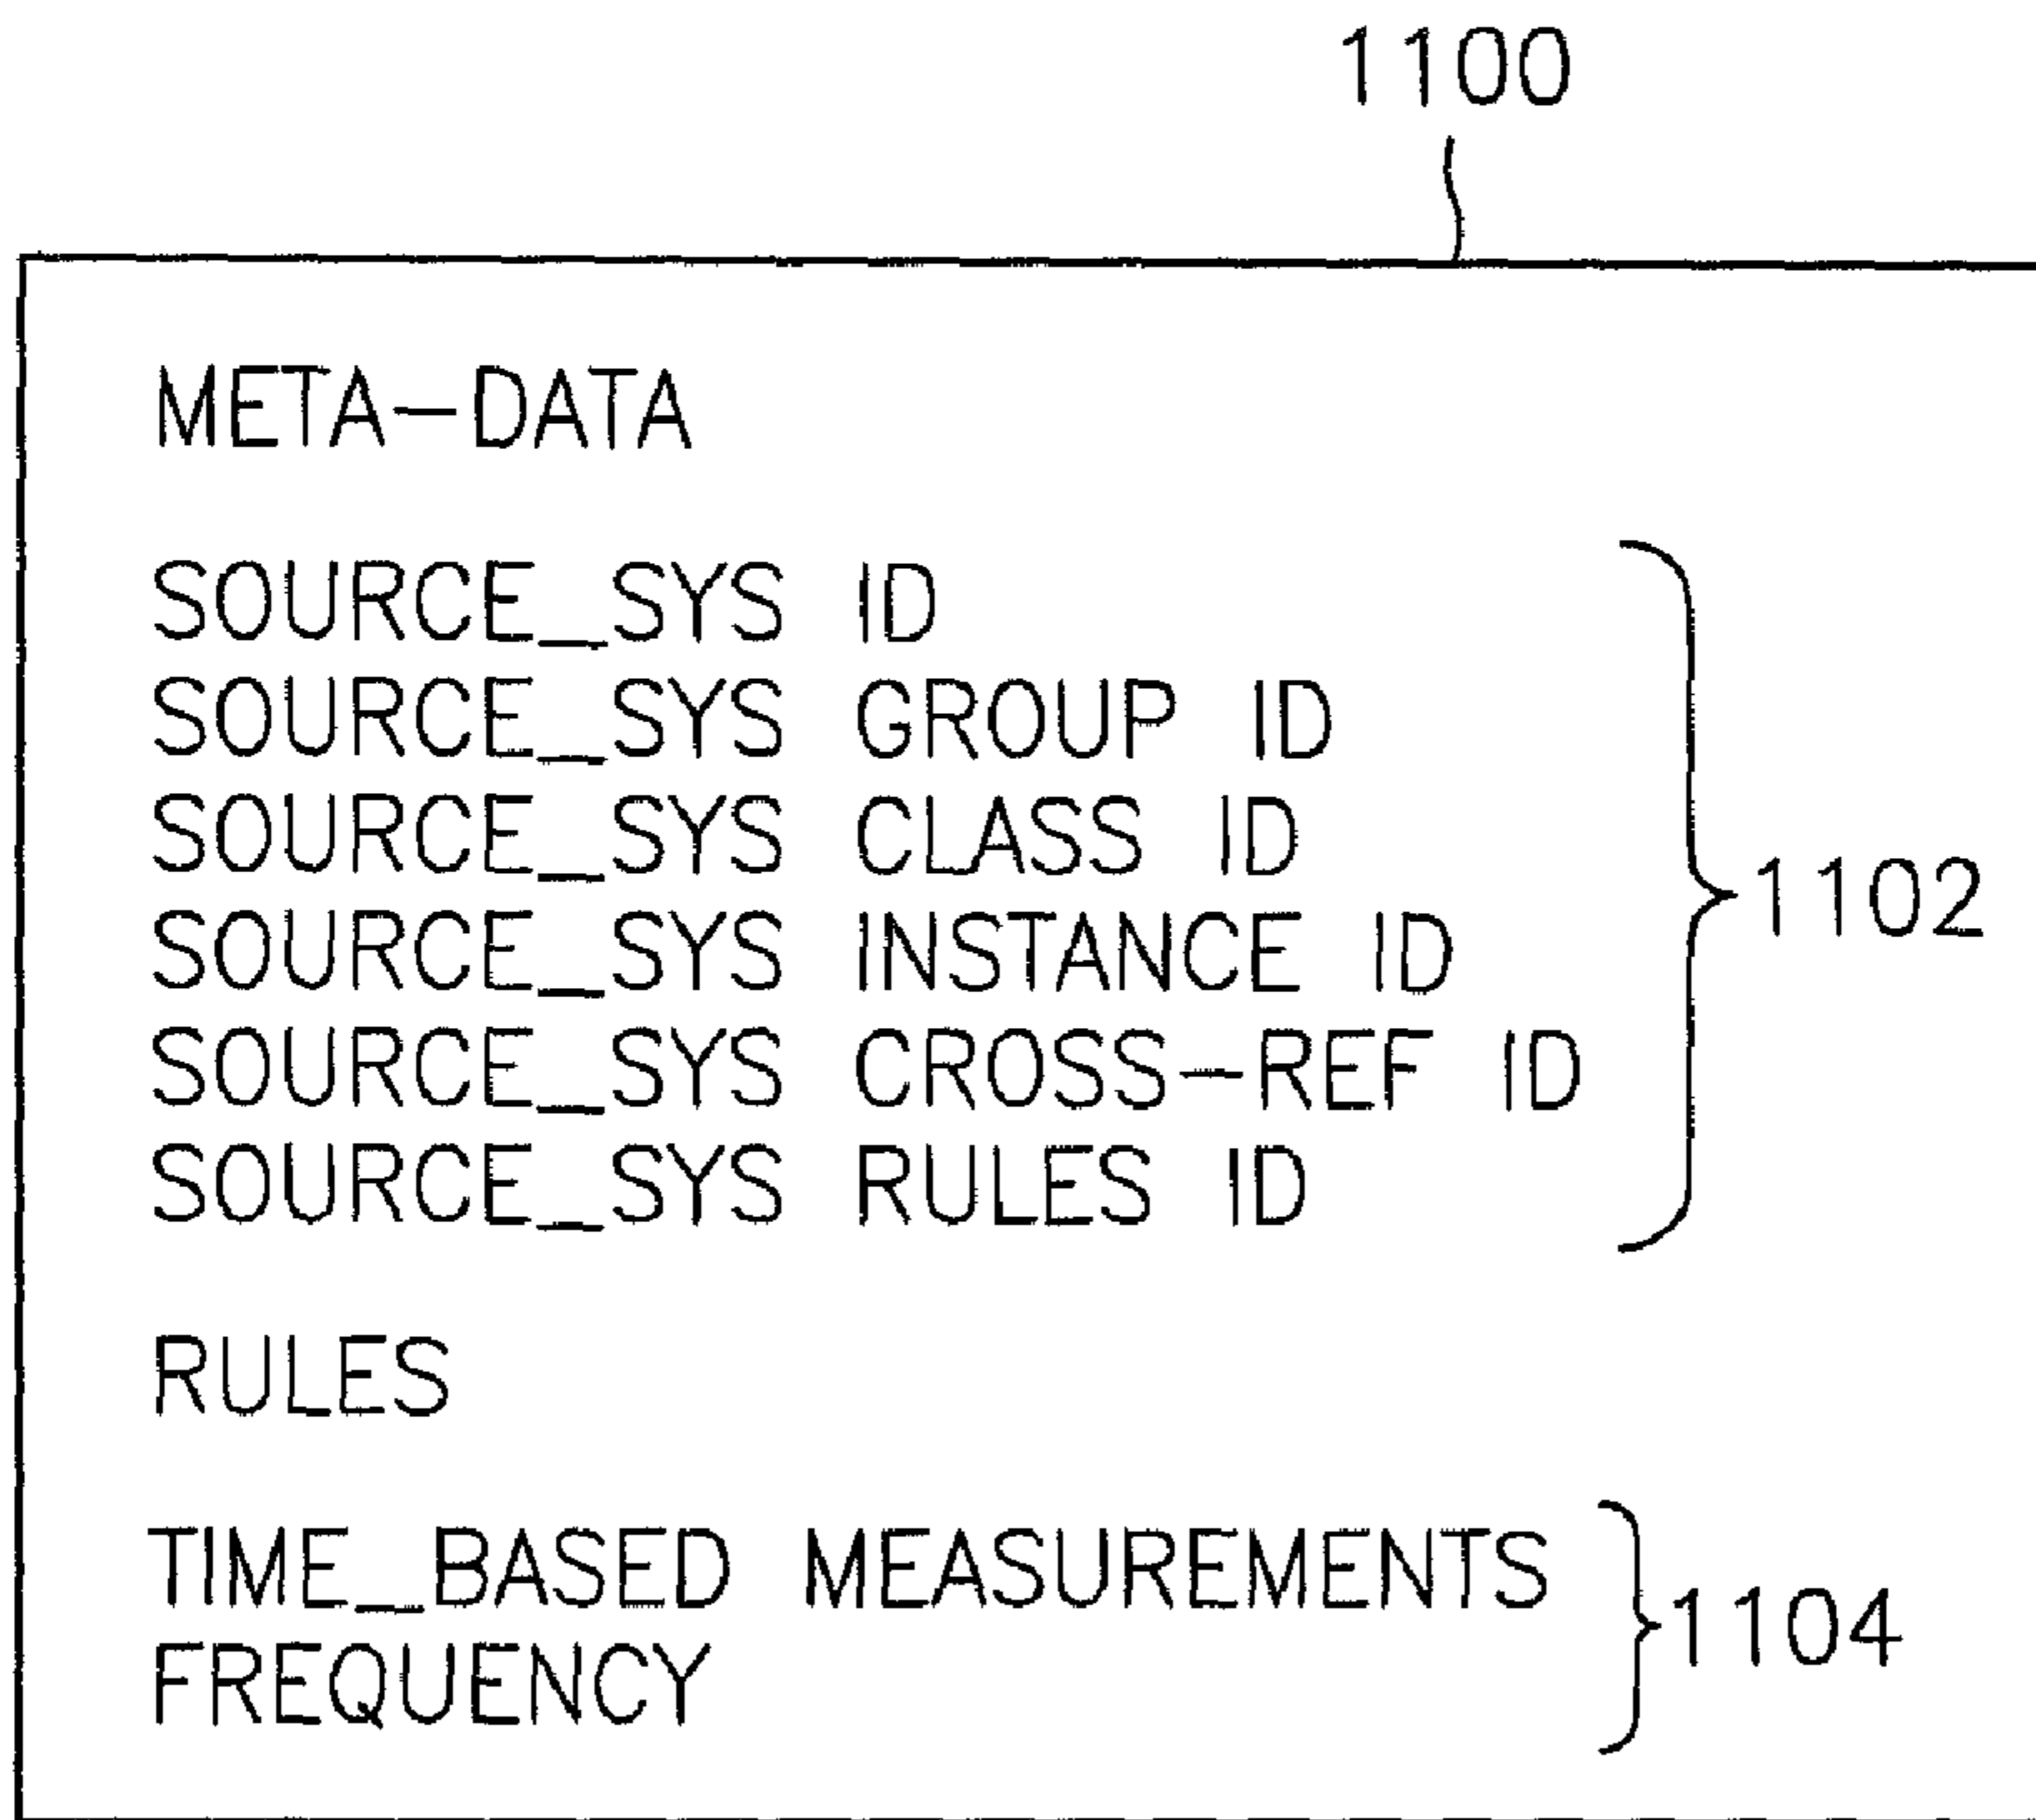 1100
META-DATA
SOURCE_SYS ID
SOURCE_SYS GROUP ID
SOURCE_SYS CLASS ID
SOURCE_SYS INSTANCE ID
SOURCE_SYS CROSS-REF ID
SOURCE_SYS RULES ID
1102
RULES
TIME_BASED MEASUREMENTS
FREQUENCY
1104